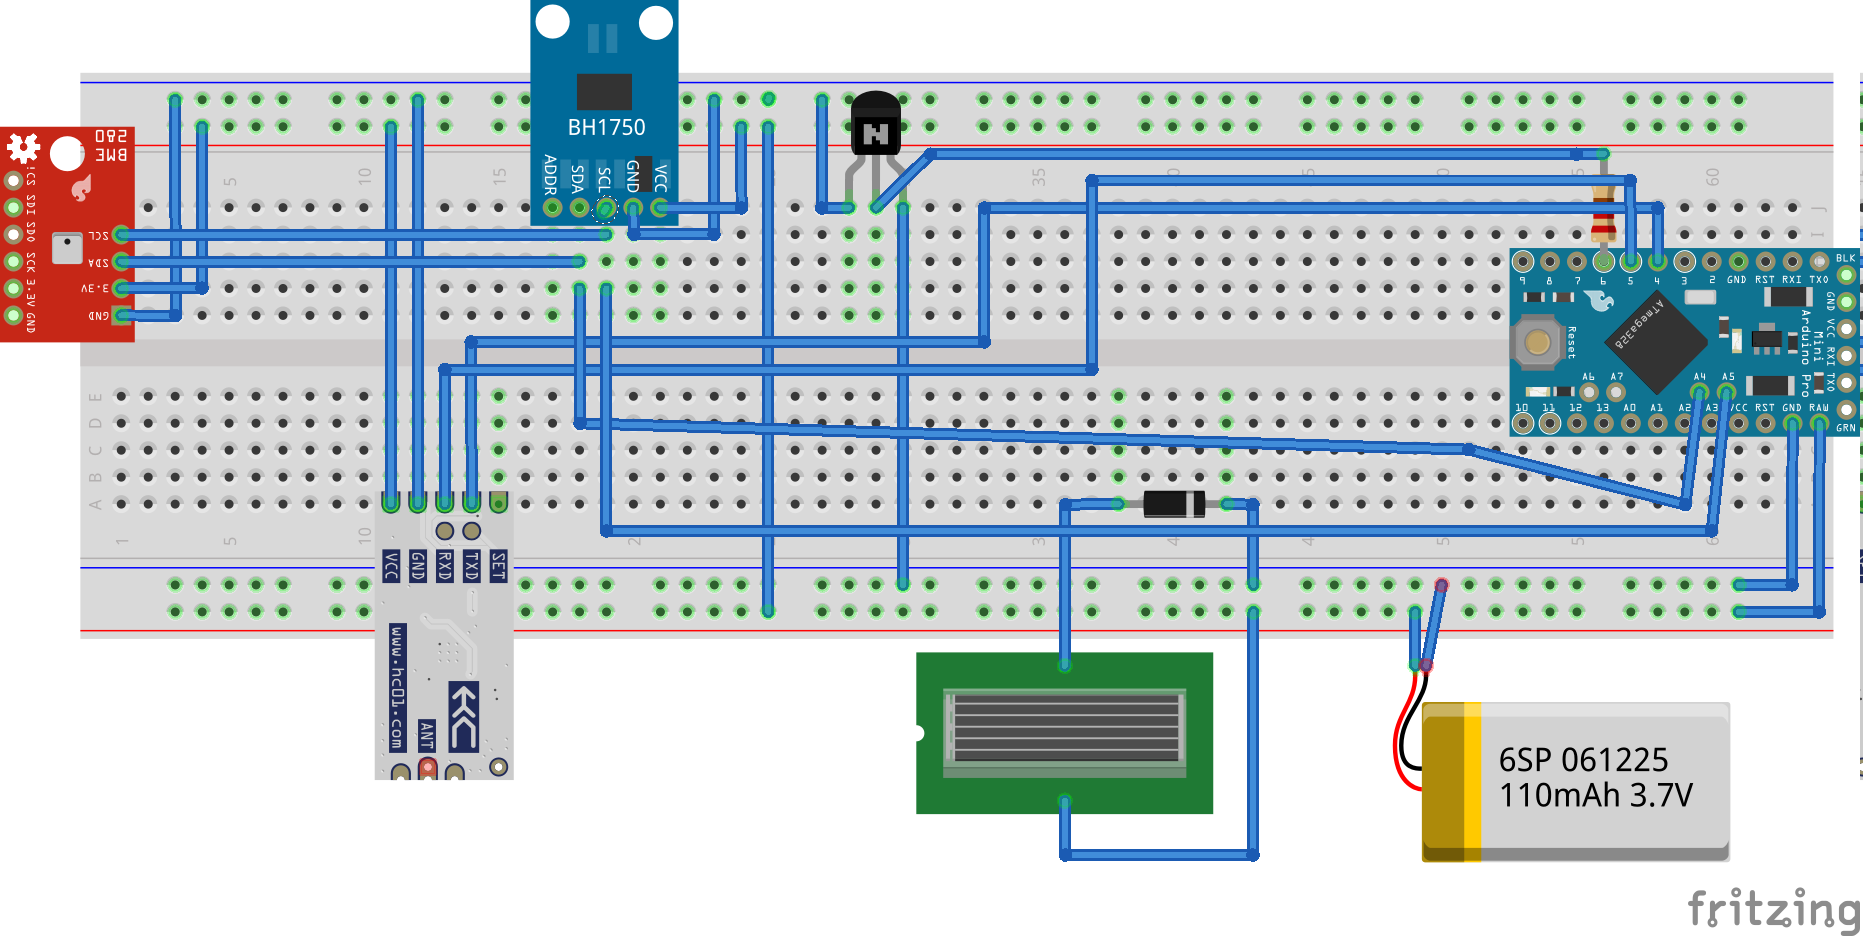 BH1750
ADDR
SDA
SCL
GND
VCC
BME
280
!C2 SDI SDO SCK 3.3V GND
SCL
SDA
3.3V
GND
5
10
15
35
60
J
I
E
D
C
B
A
1
5
10
9 8 7 6 5 4 3 2 GND RST RXI TXO
BLK
GND VCC RXI TXO
GRN
Reset
ATmega328
Arduino Pro
Mini
A6 A7 A4 A5
10 11 12 13 A0 A1 A2 A3 VCC RST GND RAW
VCC
GND
RXD
TXD
SET
www.hc01.com
ANT
6SP 061225
110mAh 3.7V
fritzing